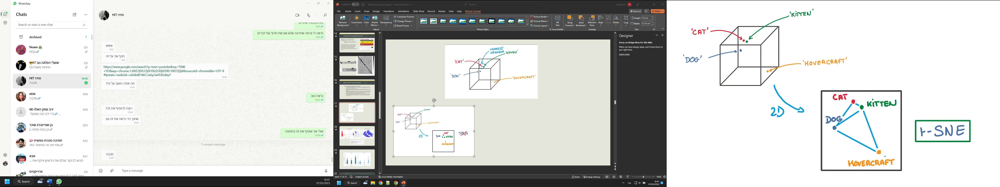 WhatsApp
Chats
Search or start a new chat
Archived
1
Noam
2/5
קמח
שועלי הפלגה נוב 17
2/6
Ori Farhi: חחחח
סתיו HIT
10:45
סבבה
1
אמא
8:56
סבבה
יניב עמק האלה 68
8:56
היי יניב מה נשמע? ...
בן שטיינברג שוכר
8:53
כן בטח ותודה :)
תמיכה טכנית ונפשית
8:52
אחי מה זה המיותר הזה
אבא
8:21
תבוא לביקור נצלם את הרשיון וניקח את ...
פרוייקטים
2/6
סתיו HIT
9:50
נראה לי גרסה אחרונה אלא אם את תרצי עוד דברים
9:50
אששש
9:54
תכף אני על זה
9:54
https://www.google.com/search?q=tsne+youtube&oq=TSNE
+YO&aqs=chrome.1.69i57j0i512j0i10i22i30j0i390.10037j0j4&sourceid=chrome&ie=UTF-8
#fpstate=ive&vld=cid:6b801867,vid:p3wFE85dAyY
10:40
מה אתה חושב על זה?
10:41
נראה טוב
10:42
רוצה להוסיף את זה?
10:42
שתוך כדי נראה את זה גם
10:42
אולי אני אוסיף את זה בתמונה
10:44
1 unread message
סבבה
10:45
Type a message
Search
12°
10:47
07/02/2023
AutoSave
Off
Machine Learning Project • Saved to this PC
Search
File Home Insert Draw Design Transitions Animations Slide Show Record Review View Help Picture Format
Record
Share
Remove Background
Corrections
Color
Artistic Effects
Transparency
Compress Pictures
Change Picture
Reset Picture
Adjust
Picture Styles
Picture Border
Picture Effects
Picture Layout
Alt Text
Accessibility
Bring Forward
Send Backward
Selection Pane
Align
Group
Rotate
Arrange
Crop
Height: 7.6 cm
Width: 12.14 cm
Size
14
15
16
17
18
19
20
NEAREST
NEIGHBOR
'KITTEN'
'CAT'
'DOG'
'HOVERCRAFT'
'KITTEN'
'CAT'
'DOG'
'HOVERCRAFT'
2D
CAT
DOG
KITTEN
HOVERCRAFT
PCA
Designer
Sorry, no design ideas for this slide.
When we have design ideas, we'll show them to you right here.
Learn more
Slide 17 of 31
English (Israel)
Accessibility: Investigate
Notes
Display Settings
102%
Search
12°
עבר
10:47
07/02/2023
'KITTEN'
'CAT'
'DOG'
'HOVERCRAFT'
2D
CAT
KITTEN
DOG
HOVERCRAFT
t-SNE